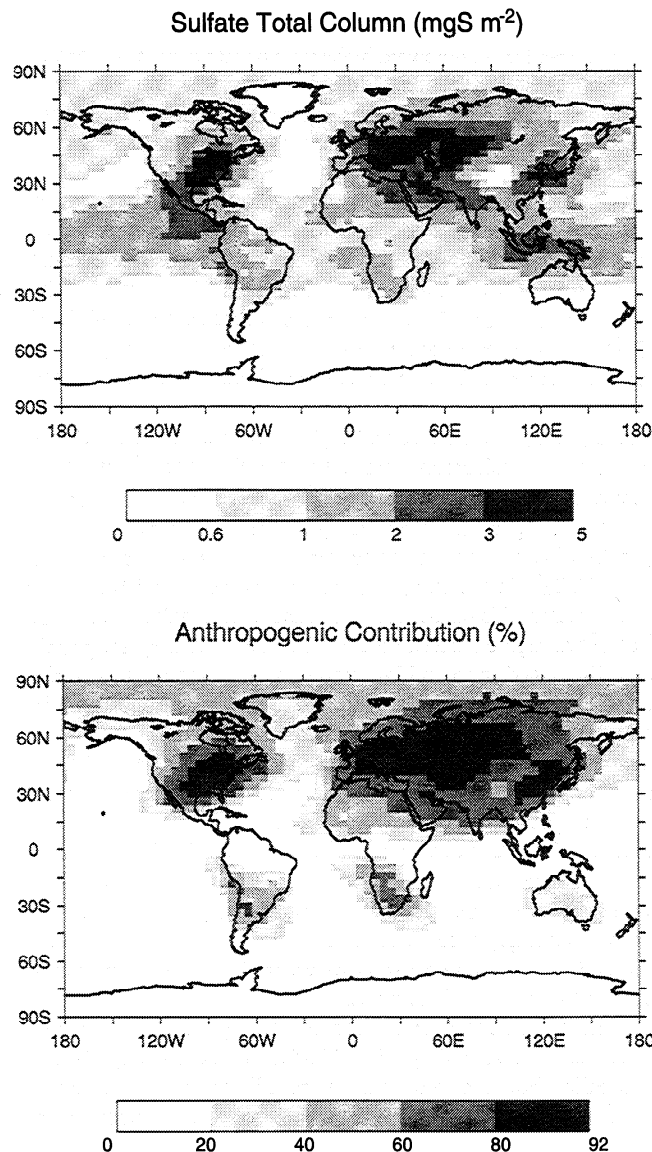 Sulfate Total Column (mgS m-2)
90N
60N
30N
0
30S
60S
90S
180 120W 60W 0 60E 120E 180
0 0.6 1 2 3 5
Anthropogenic Contribution (%)
90N
60N
30N
0
30S
60S
90S
180 120W 60W 0 60E 120E 180
0 20 40 60 80 92